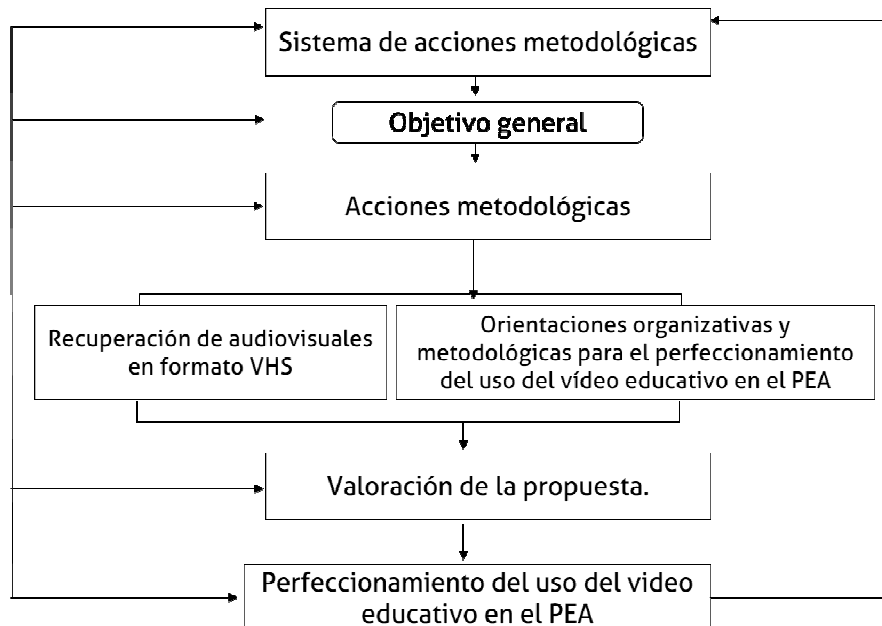 Sistema de acciones metodológicas
Objetivo general
Acciones metodológicas
Recuperación de audiovisuales
en formato VHS
Orientaciones organizativas y
metodológicas para el perfeccionamiento
del uso del vídeo educativo en el PEA
Valoración de la propuesta.
Perfeccionamiento del uso del video
educativo en el PEA